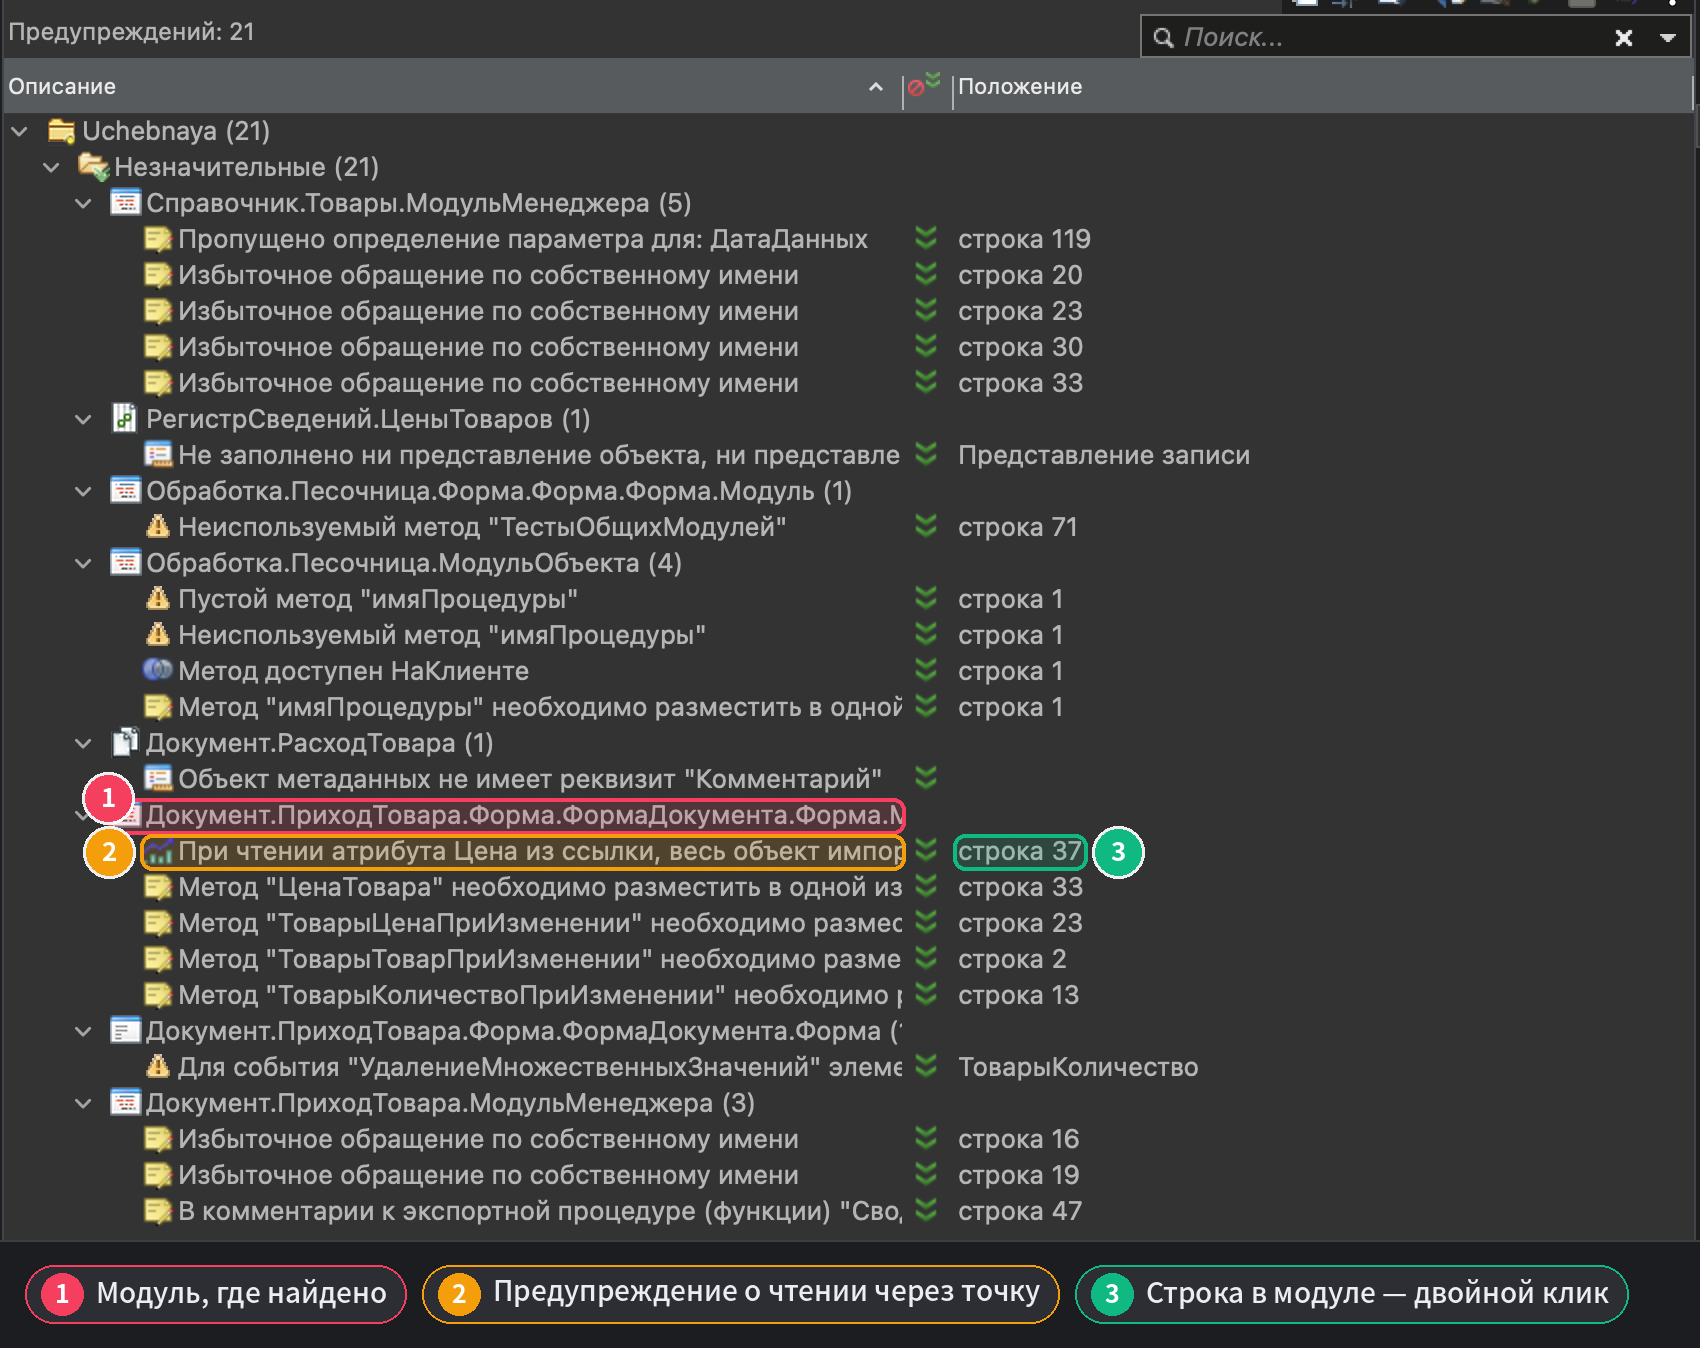 Предупреждений: 21
Поиск...
Описание
Положение
Uchebnaya (21)
Незначительные (21)
Справочник.Товары.МодульМенеджера (5)
Пропущено определение параметра для: ДатаДанных строка 119
Избыточное обращение по собственному имени строка 20
Избыточное обращение по собственному имени строка 23
Избыточное обращение по собственному имени строка 30
Избыточное обращение по собственному имени строка 33
РегистрСведений.ЦеныТоваров (1)
Не заполнено ни представление объекта, ни представле Представление записи
Обработка.Песочница.Форма.Форма.Форма.Модуль (1)
Неиспользуемый метод "ТестыОбщихМодулей" строка 71
Обработка.Песочница.МодульОбъекта (4)
Пустой метод "имяПроцедуры" строка 1
Неиспользуемый метод "имяПроцедуры" строка 1
Метод доступен НаКлиенте строка 1
Метод "имяПроцедуры" необходимо разместить в одной строка 1
Документ.РасходТовара (1)
Объект метаданных не имеет реквизит "Комментарий"
1 Документ.ПриходТовара.Форма.ФормаДокумента.Форма.М
2 При чтении атрибута Цена из ссылки, весь объект импор строка 37 3
Метод "ЦенаТовара" необходимо разместить в одной из строка 33
Метод "ТоварыЦенаПриИзменении" необходимо размес строка 23
Метод "ТоварыТоварПриИзменении" необходимо разме строка 2
Метод "ТоварыКоличествоПриИзменении" необходимо р строка 13
Документ.ПриходТовара.Форма.ФормаДокумента.Форма (
Для события "УдалениеМножественныхЗначений" элеме ТоварыКоличество
Документ.ПриходТовара.МодульМенеджера (3)
Избыточное обращение по собственному имени строка 16
Избыточное обращение по собственному имени строка 19
В комментарии к экспортной процедуре (функции) "Сво строка 47
1 Модуль, где найдено
2 Предупреждение о чтении через точку
3 Строка в модуле — двойной клик